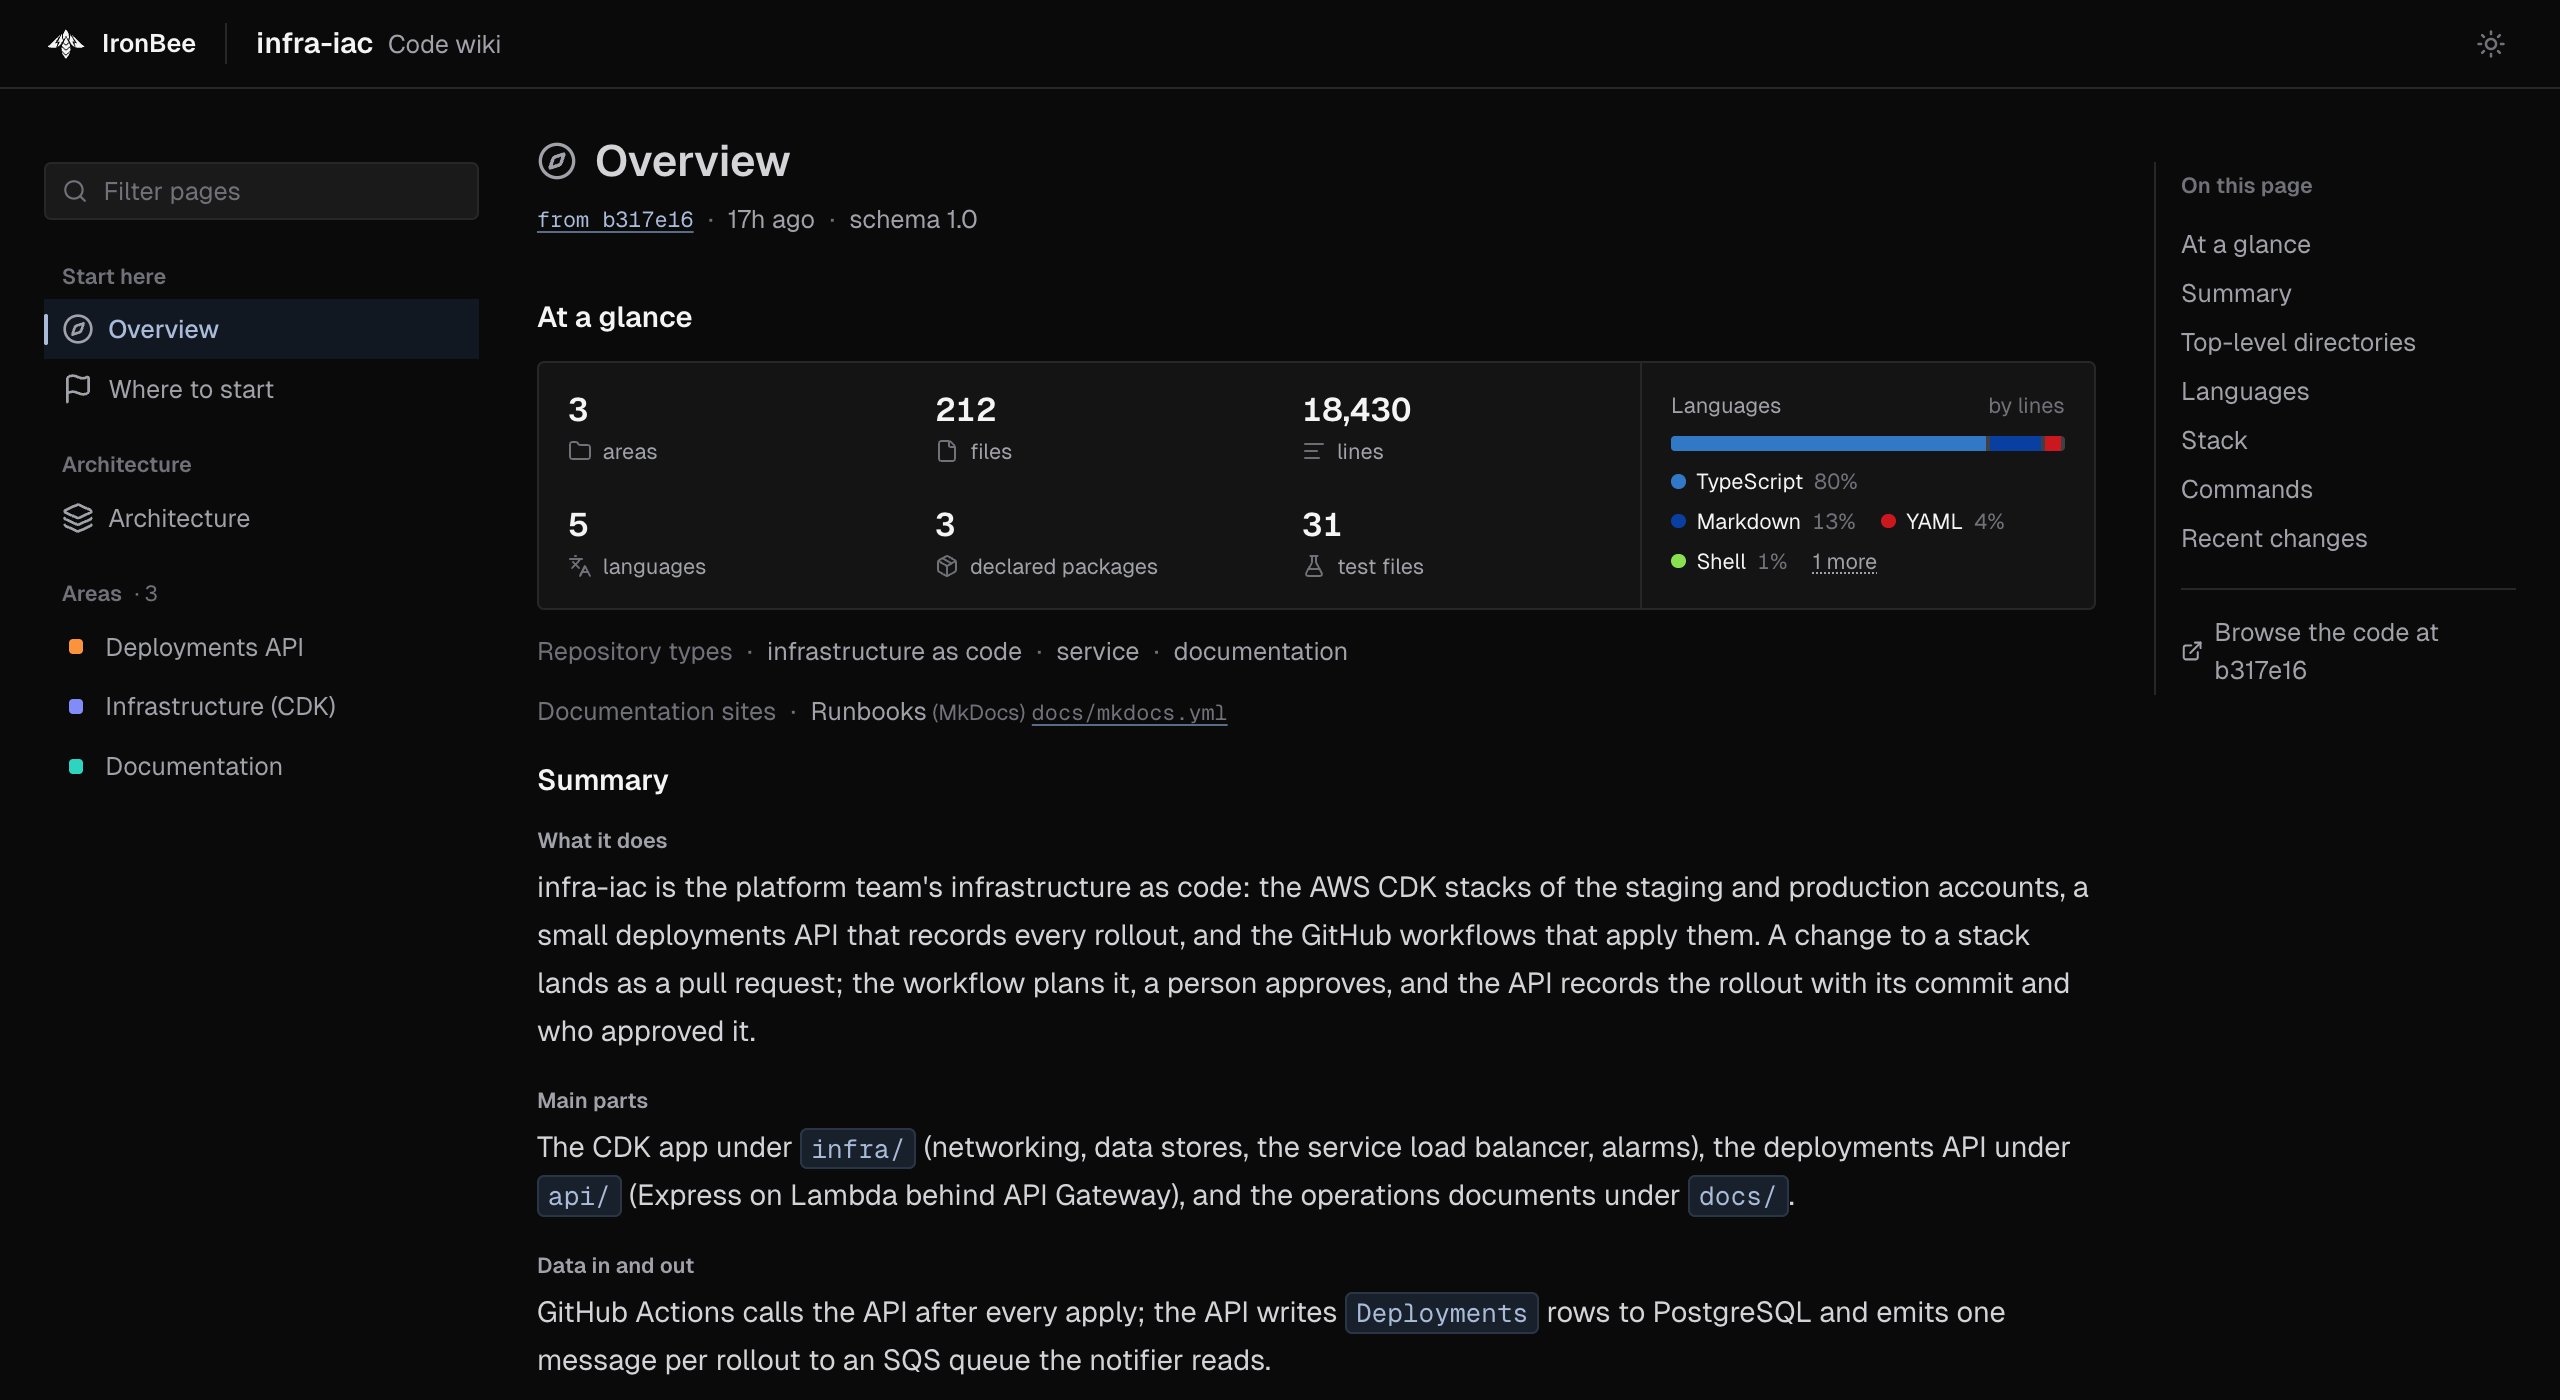 IronBee
infra-iac Code wiki
Filter pages
Start here
Overview
Where to start
Architecture
Architecture
Areas · 3
Deployments API
Infrastructure (CDK)
Documentation
Overview
from b317e16 · 17h ago · schema 1.0
At a glance
3
areas
212
files
18,430
lines
5
languages
3
declared packages
31
test files
Languages by lines
TypeScript 80%
Markdown 13% YAML 4%
Shell 1% 1 more
Repository types · infrastructure as code · service · documentation
Documentation sites · Runbooks (MkDocs) docs/mkdocs.yml
Summary
What it does
infra-iac is the platform team's infrastructure as code: the AWS CDK stacks of the staging and production accounts, a
small deployments API that records every rollout, and the GitHub workflows that apply them. A change to a stack
lands as a pull request; the workflow plans it, a person approves, and the API records the rollout with its commit and
who approved it.
Main parts
The CDK app under infra/ (networking, data stores, the service load balancer, alarms), the deployments API under
api/ (Express on Lambda behind API Gateway), and the operations documents under docs/.
Data in and out
GitHub Actions calls the API after every apply; the API writes Deployments rows to PostgreSQL and emits one
message per rollout to an SQS queue the notifier reads.
On this page
At a glance
Summary
Top-level directories
Languages
Stack
Commands
Recent changes
Browse the code at
b317e16